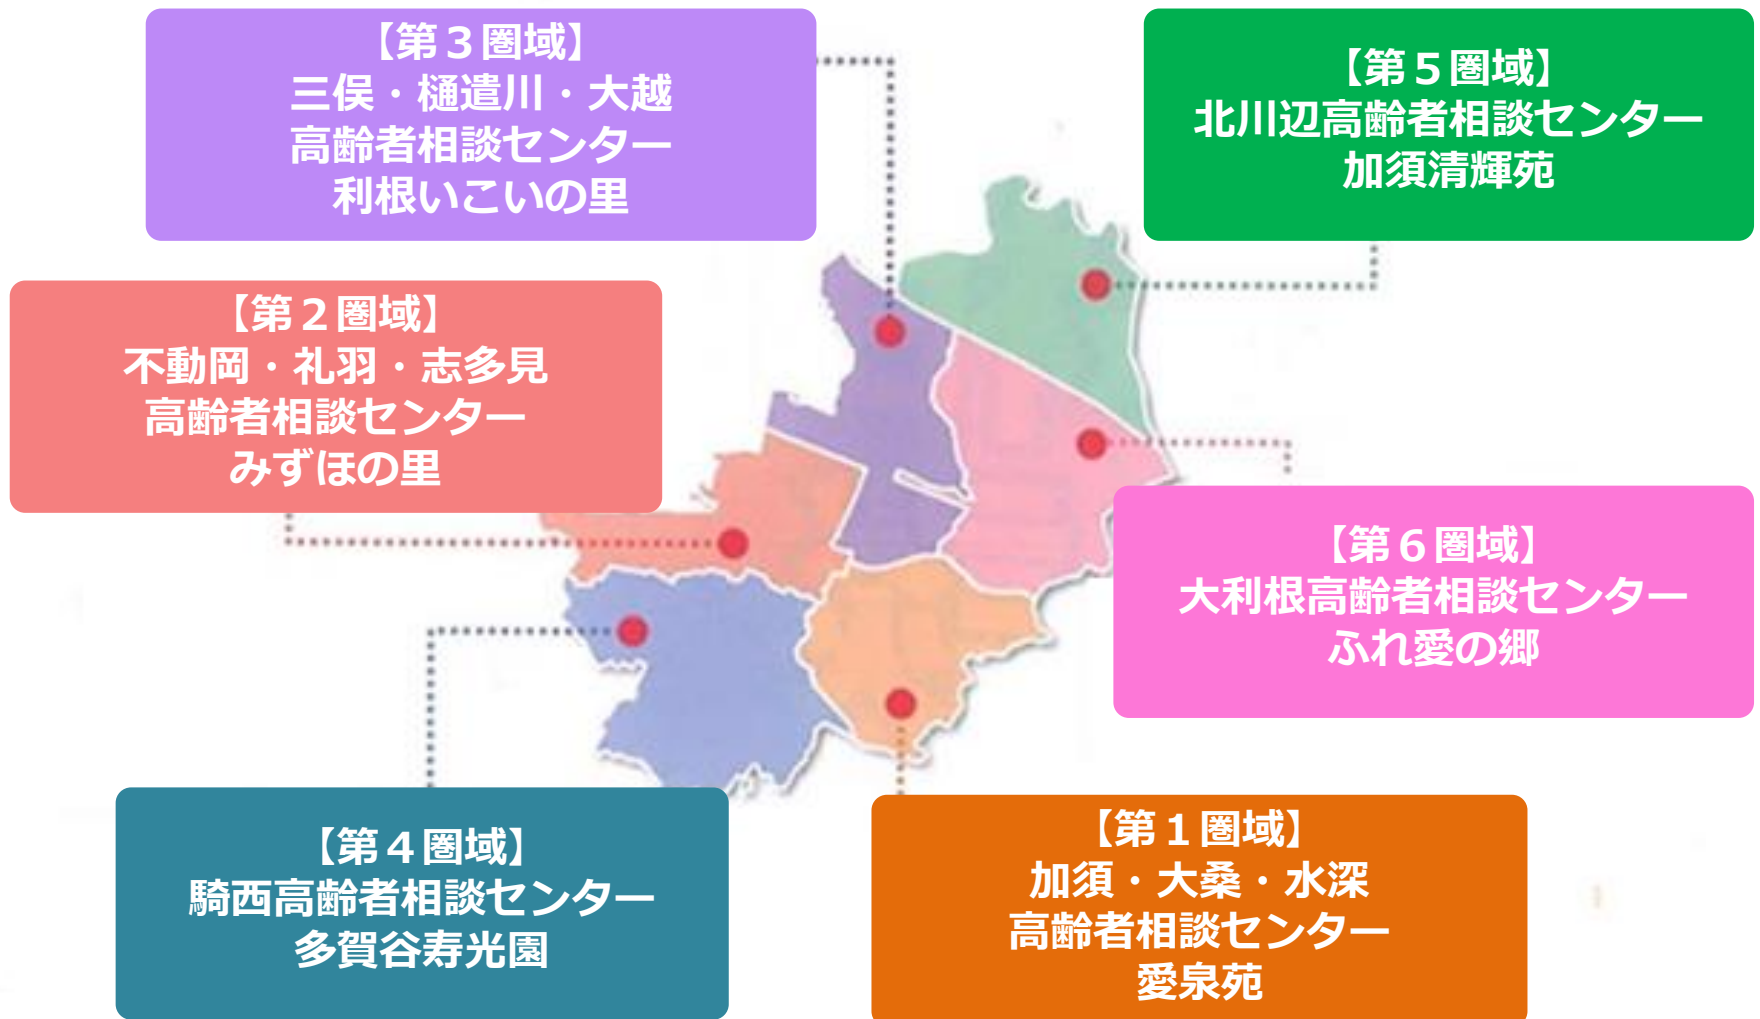 【第３圏域】
三俣・樋遣川・大越
高齢者相談センター
利根いこいの里
【第５圏域】
北川辺高齢者相談センター
加須清輝苑
【第２圏域】
不動岡・礼羽・志多見
高齢者相談センター
みずほの里
【第６圏域】
大利根高齢者相談センター
ふれ愛の郷
【第４圏域】
騎西高齢者相談センター
多賀谷寿光園
【第１圏域】
加須・大桑・水深
高齢者相談センター
愛泉苑